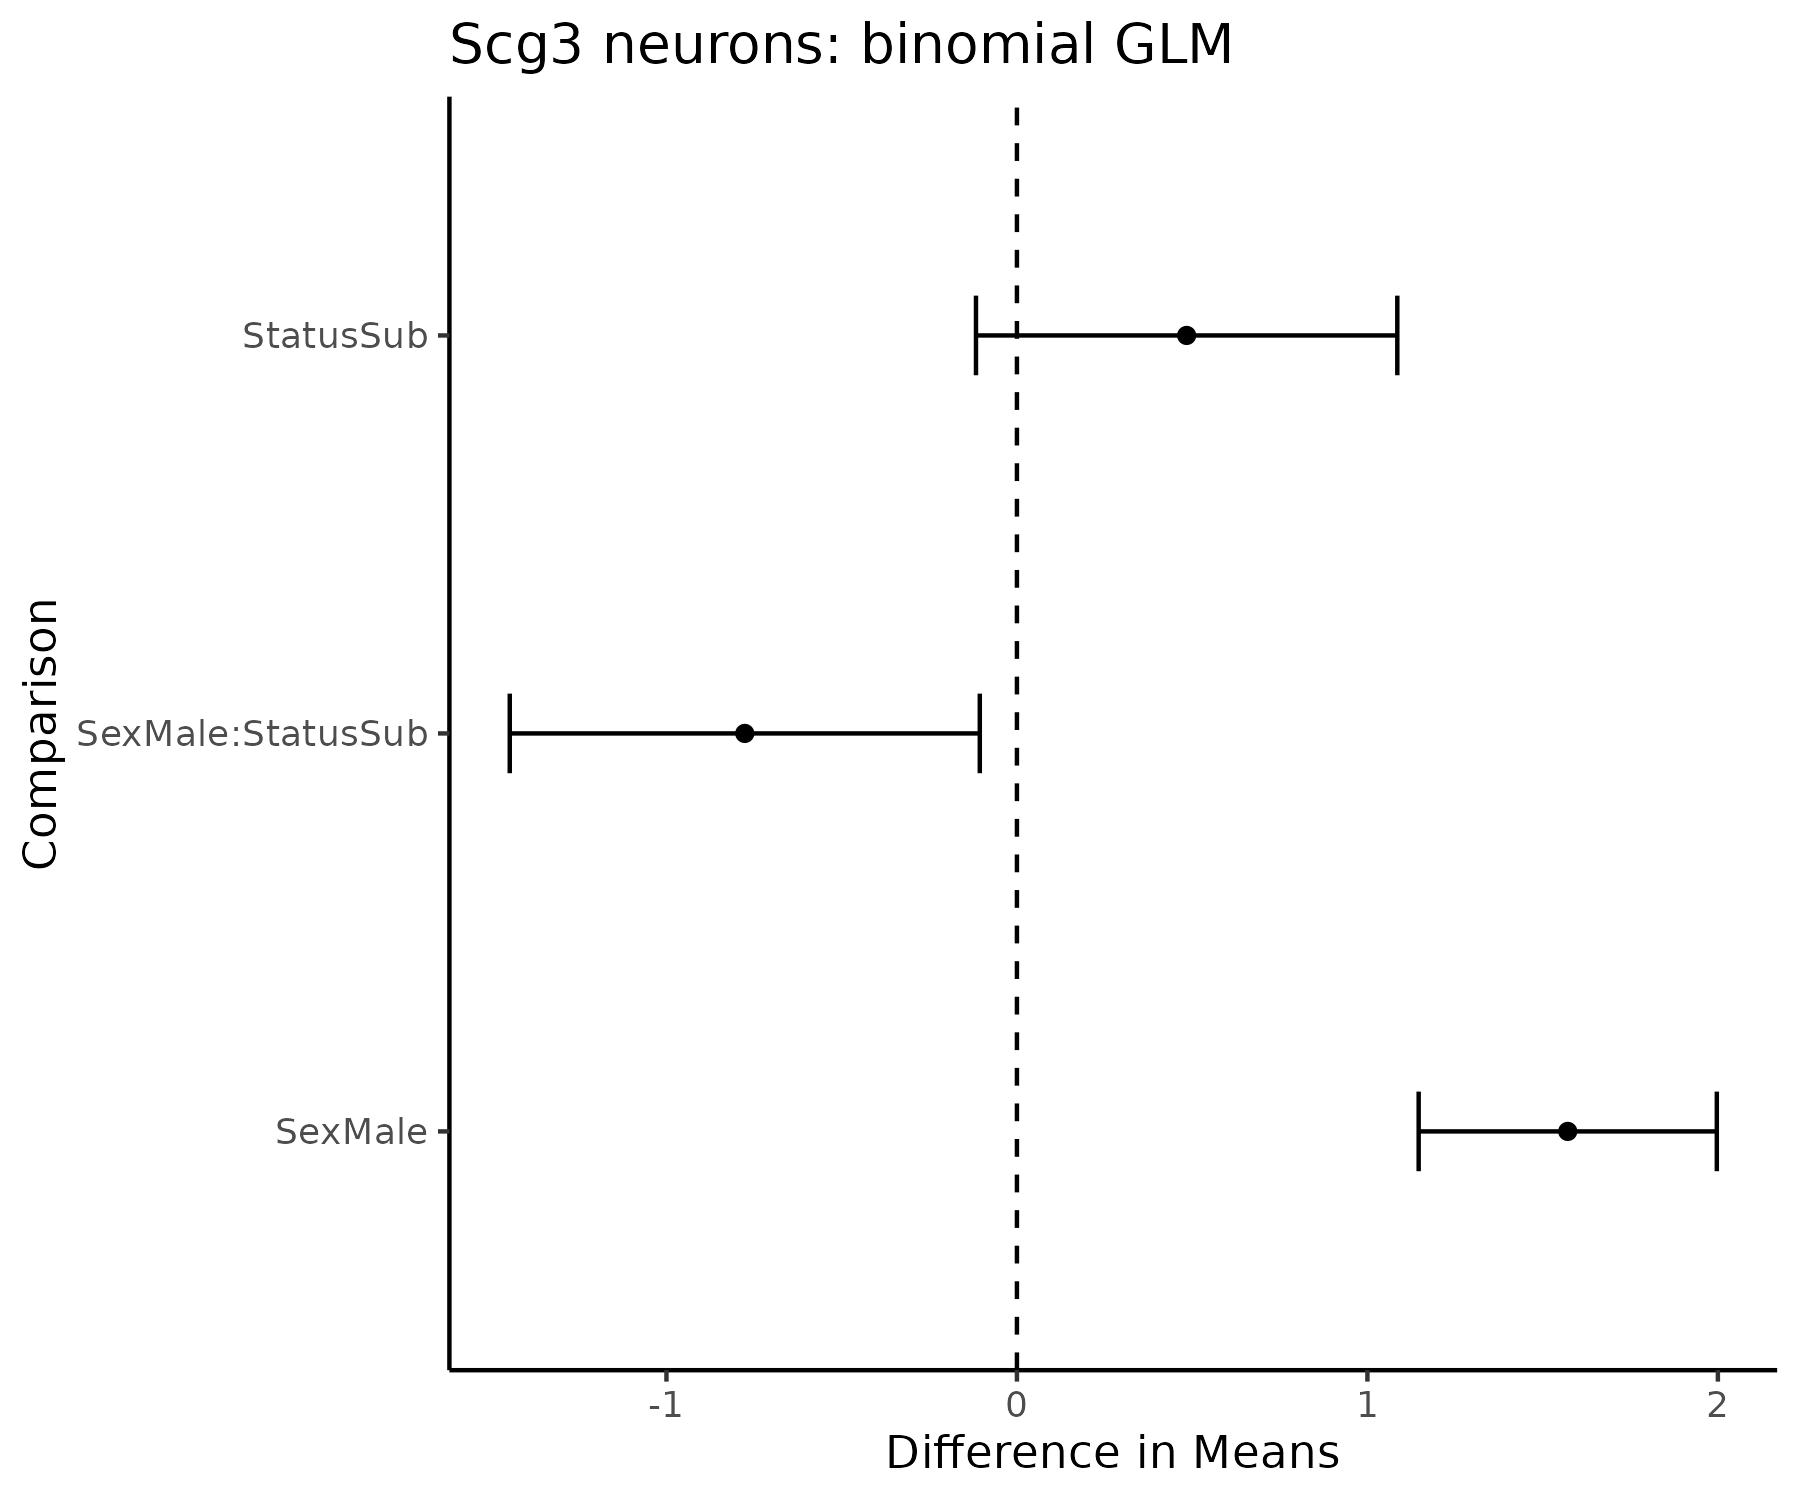 Scg3 neurons: binomial GLM
Comparison
StatusSub
SexMale:StatusSub
SexMale
-1 0 1 2
Difference in Means